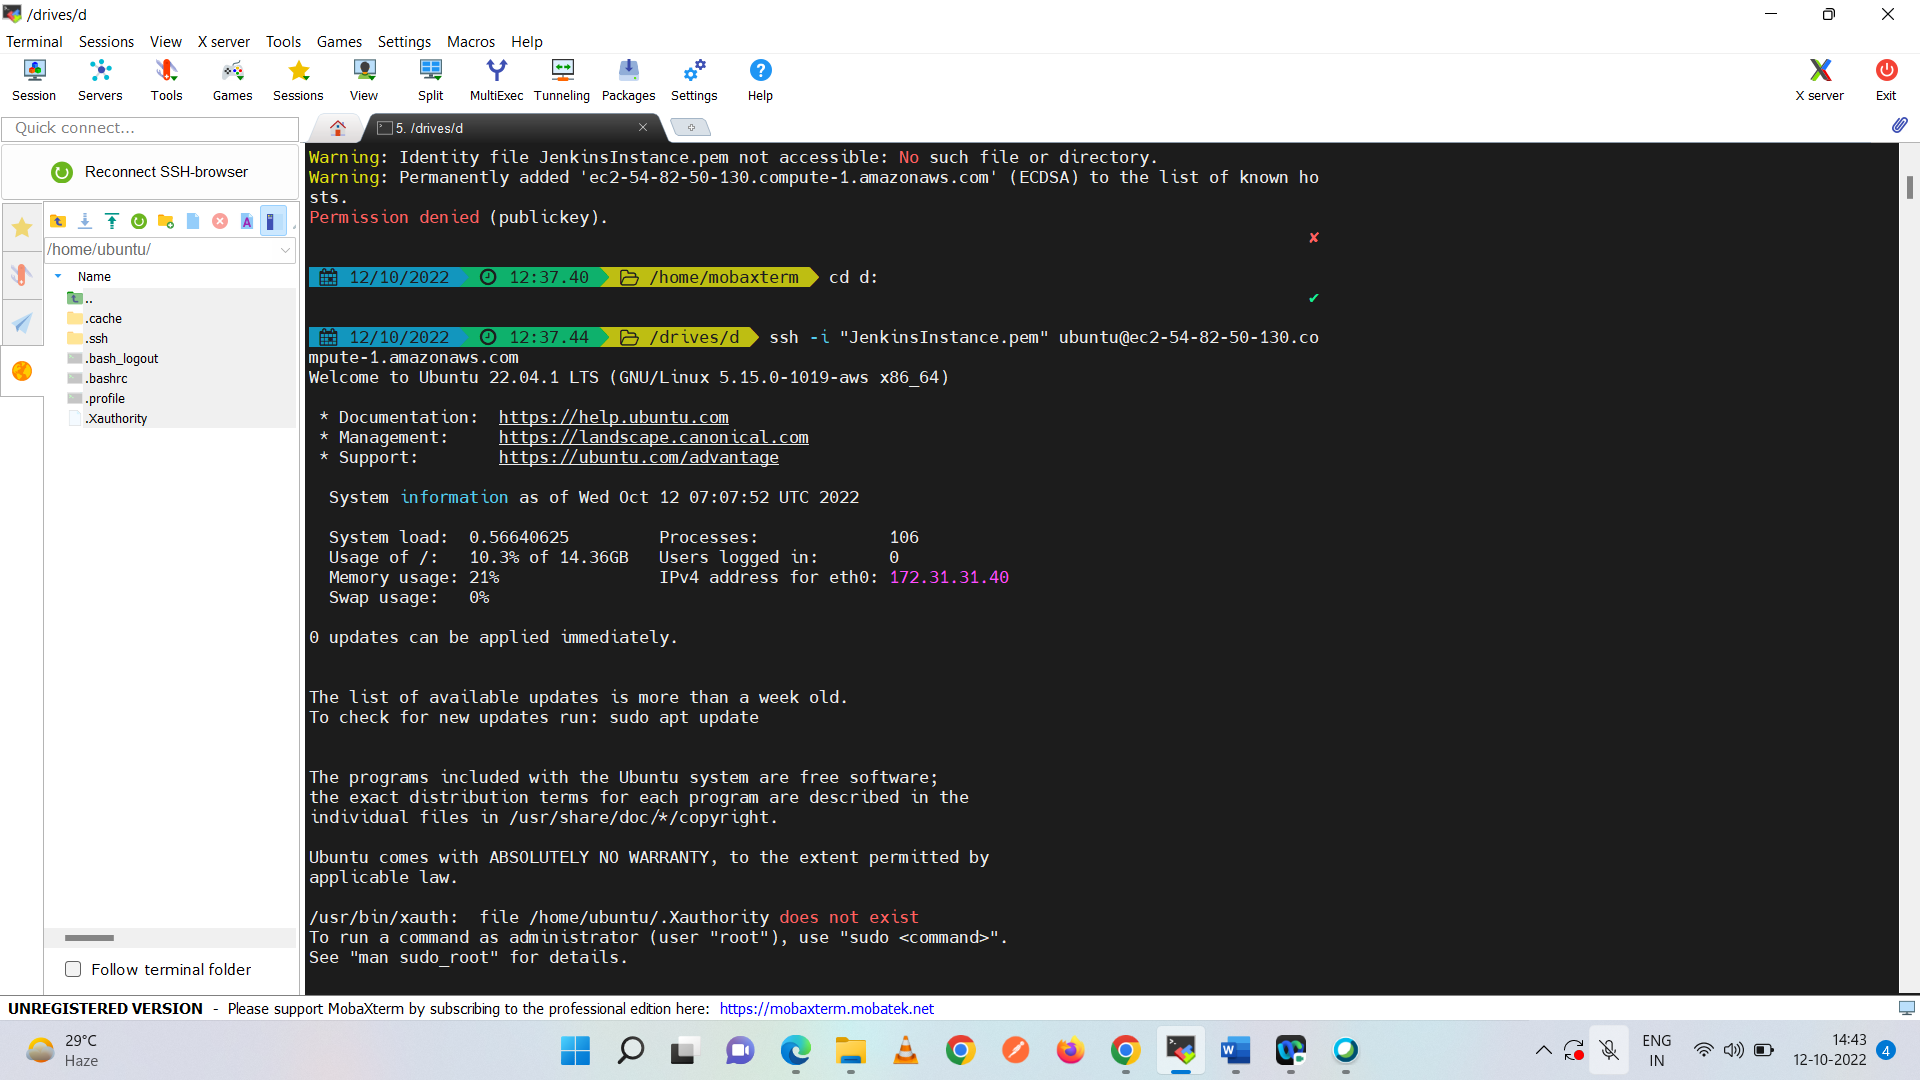 /drives/d
Terminal Sessions View X server Tools Games Settings Macros Help
Session Servers Tools Games Sessions View Split MultiExec Tunneling Packages Settings Help X server Exit
Quick connect...
5. /drives/d
Reconnect SSH-browser
/home/ubuntu/
Name
..
.cache
.ssh
.bash_logout
.bashrc
.profile
.Xauthority
Follow terminal folder
Warning: Identity file JenkinsInstance.pem not accessible: No such file or directory.
Warning: Permanently added 'ec2-54-82-50-130.compute-1.amazonaws.com' (ECDSA) to the list of known ho
sts.
Permission denied (publickey).
✘
12/10/2022 12:37.40 /home/mobaxterm cd d:
✔
12/10/2022 12:37.44 /drives/d ssh -i "JenkinsInstance.pem" ubuntu@ec2-54-82-50-130.co
mpute-1.amazonaws.com
Welcome to Ubuntu 22.04.1 LTS (GNU/Linux 5.15.0-1019-aws x86_64)
* Documentation: https://help.ubuntu.com
* Management: https://landscape.canonical.com
* Support: https://ubuntu.com/advantage
System information as of Wed Oct 12 07:07:52 UTC 2022
System load: 0.56640625 Processes: 106
Usage of /: 10.3% of 14.36GB Users logged in: 0
Memory usage: 21% IPv4 address for eth0: 172.31.31.40
Swap usage: 0%
0 updates can be applied immediately.
The list of available updates is more than a week old.
To check for new updates run: sudo apt update
The programs included with the Ubuntu system are free software;
the exact distribution terms for each program are described in the
individual files in /usr/share/doc/*/copyright.
Ubuntu comes with ABSOLUTELY NO WARRANTY, to the extent permitted by
applicable law.
/usr/bin/xauth: file /home/ubuntu/.Xauthority does not exist
To run a command as administrator (user "root"), use "sudo <command>".
See "man sudo_root" for details.
UNREGISTERED VERSION - Please support MobaXterm by subscribing to the professional edition here: https://mobaxterm.mobatek.net
29°C
Haze
ENG
IN
14:43
12-10-2022
4